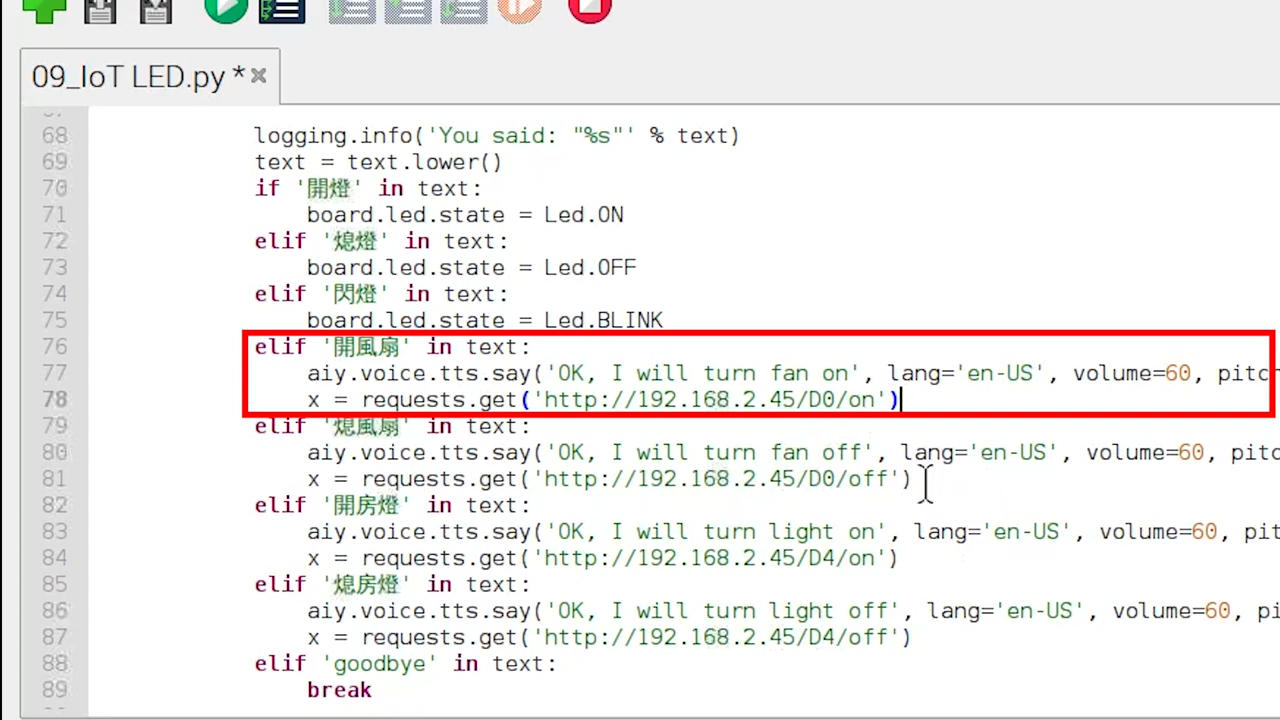 09_IoT LED.py *
68 logging.info('You said: "%s"' % text)
69 text = text.lower()
70 if '開燈' in text:
71 board.led.state = Led.ON
72 elif '熄燈' in text:
73 board.led.state = Led.OFF
74 elif '閃燈' in text:
75 board.led.state = Led.BLINK
76 elif '開風扇' in text:
77 aiy.voice.tts.say('OK, I will turn fan on', lang='en-US', volume=60, pitch
78 x = requests.get('http://192.168.2.45/D0/on')
79 elif '熄風扇' in text:
80 aiy.voice.tts.say('OK, I will turn fan off', lang='en-US', volume=60, pitc
81 x = requests.get('http://192.168.2.45/D0/off')
82 elif '開房燈' in text:
83 aiy.voice.tts.say('OK, I will turn light on', lang='en-US', volume=60, pit
84 x = requests.get('http://192.168.2.45/D4/on')
85 elif '熄房燈' in text:
86 aiy.voice.tts.say('OK, I will turn light off', lang='en-US', volume=60, pi
87 x = requests.get('http://192.168.2.45/D4/off')
88 elif 'goodbye' in text:
89 break